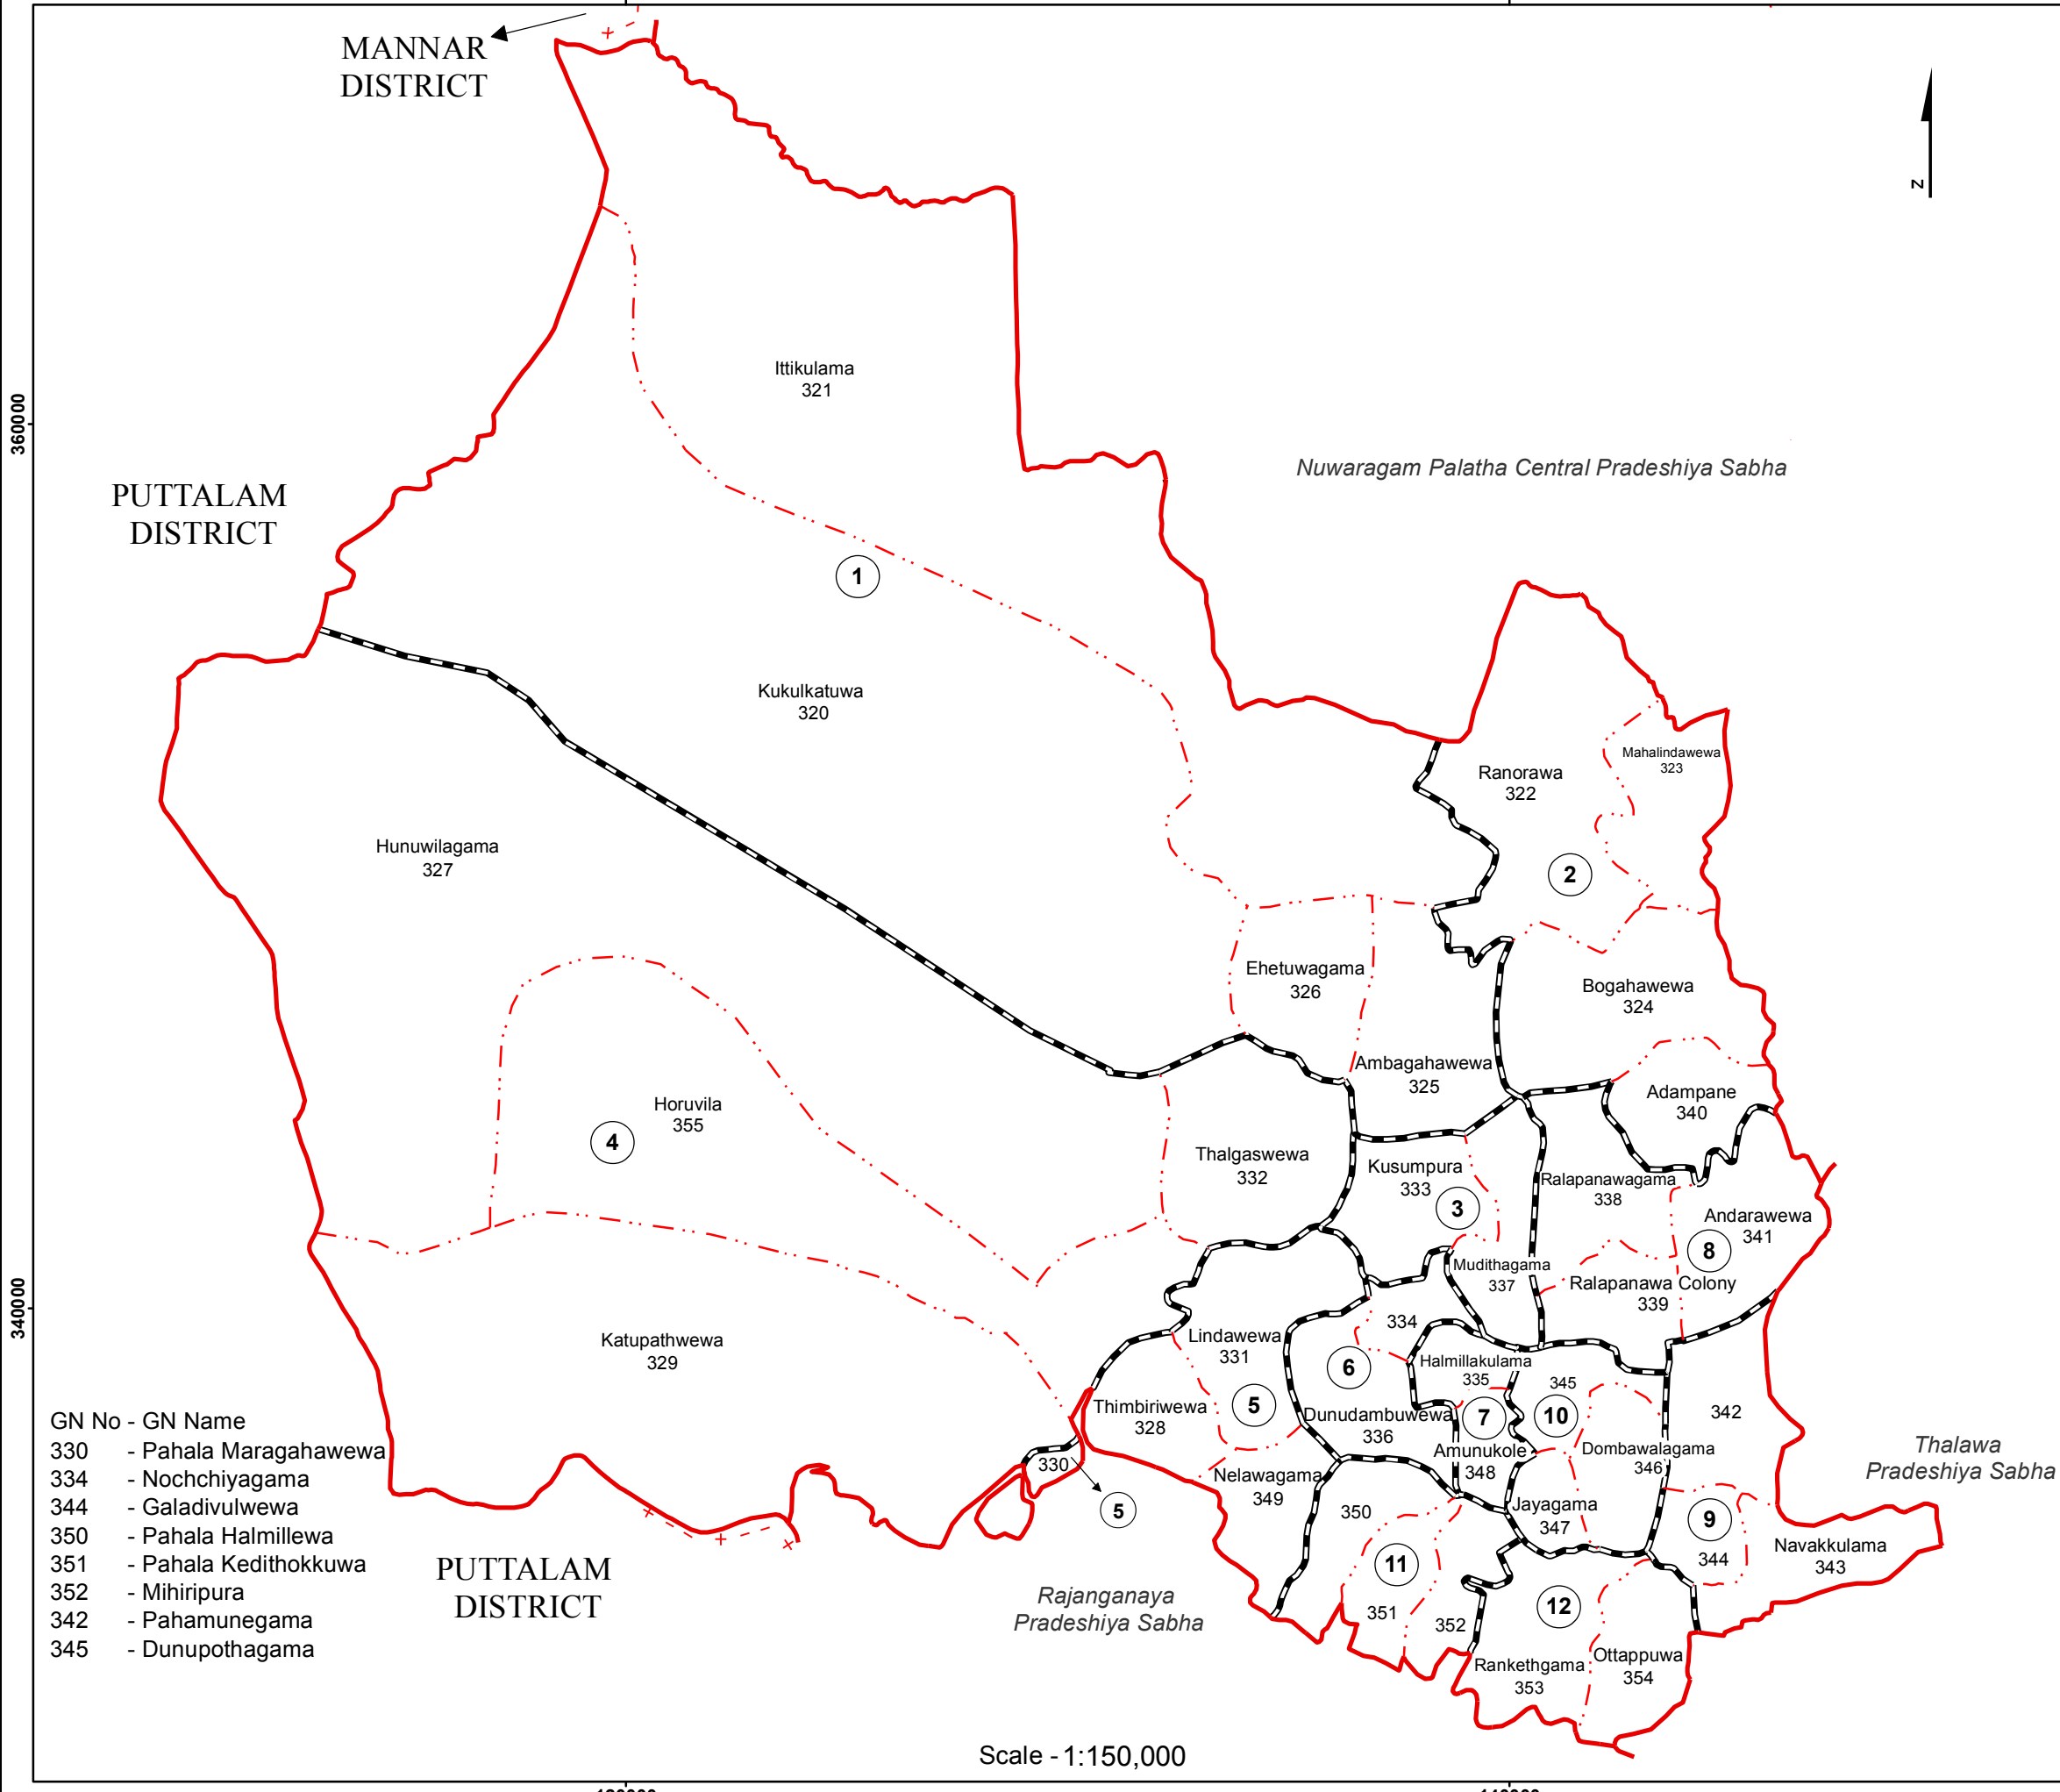 MANNAR
DISTRICT
N
Ittikulama
321
360000
Nuwaragam Palatha Central Pradeshiya Sabha
PUTTALAM
DISTRICT
1
Kukulkatuwa
320
Mahalindawewa
323
Ranorawa
322
Hunuwilagama
327
2
Ehetuwagama
326
Bogahawewa
324
Ambagahawewa
325
Adampane
340
Horuvila
355
4
Thalgaswewa
332
Kusumpura
333
3
Ralapanawagama
338
Andarawewa
341
8
Mudithagama
337
Ralapanawa Colony
339
340000
334
Katupathwewa
329
Lindawewa
331
6
Halmillakulama
335
345
Thimbiriwewa
328
5
Dunudambuwewa
336
7
10
342
Amunukole
348
Dombawalagama
346
Thalawa
Pradeshiya Sabha
330
5
Nelawagama
349
350
Jayagama
347
9
344
Navakkulama
343
11
351
352
12
Rankethgama
353
Ottappuwa
354
GN No - GN Name
330 - Pahala Maragahawewa
334 - Nochchiyagama
344 - Galadivulwewa
350 - Pahala Halmillewa
351 - Pahala Kedithokkuwa
352 - Mihiripura
342 - Pahamunegama
345 - Dunupothagama
PUTTALAM
DISTRICT
Rajanganaya
Pradeshiya Sabha
Scale - 1:150,000